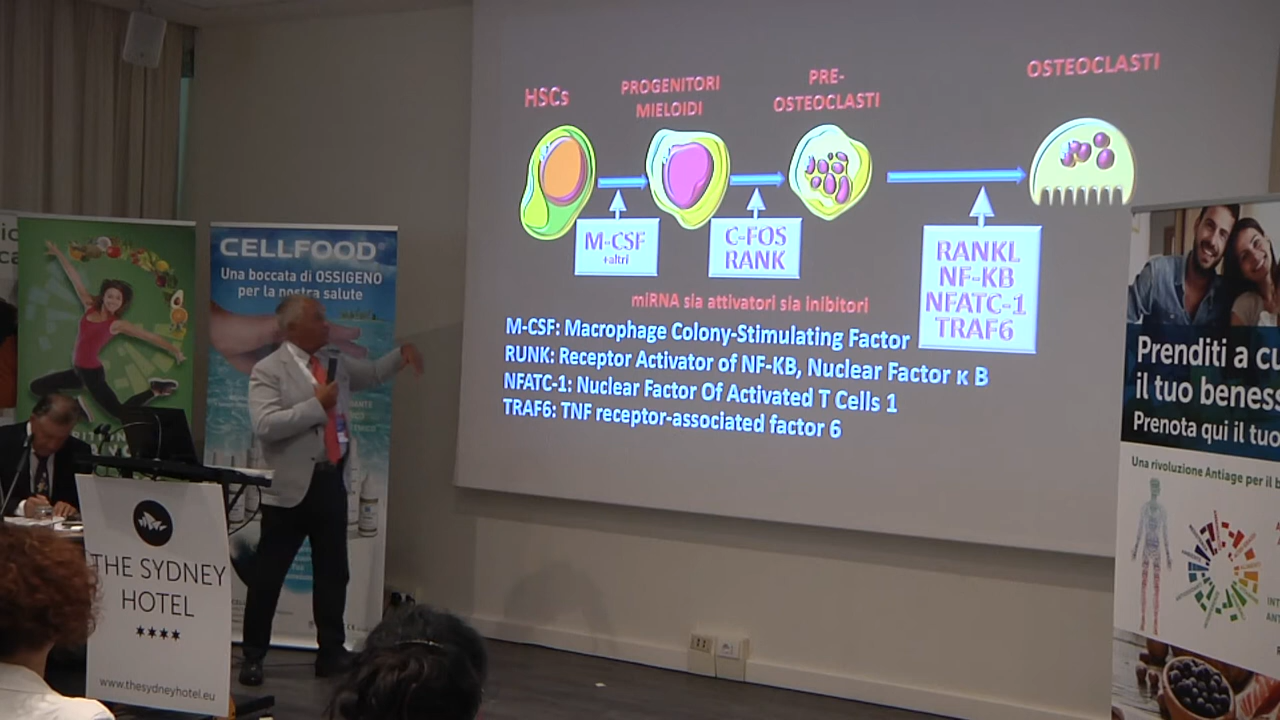 HSCs
PROGENITORI
MIELOIDI
PRE-
OSTEOCLASTI
OSTEOCLASTI
M-CSF
+altri
C-FOS
RANK
RANKL
NF-KB
NFATC-1
TRAF6
miRNA sia attivatori sia inibitori
M-CSF: Macrophage Colony-Stimulating Factor
RUNK: Receptor Activator of NF-KB, Nuclear Factor κ B
NFATC-1: Nuclear Factor Of Activated T Cells 1
TRAF6: TNF receptor-associated factor 6
CELLFOOD®
Una boccata di OSSIGENO
per la nostra salute
THE SYDNEY
HOTEL
www.thesydneyhotel.eu
Prenditi a cu
il tuo beness
Prenota qui il tuo
Una rivoluzione Antiage per il b